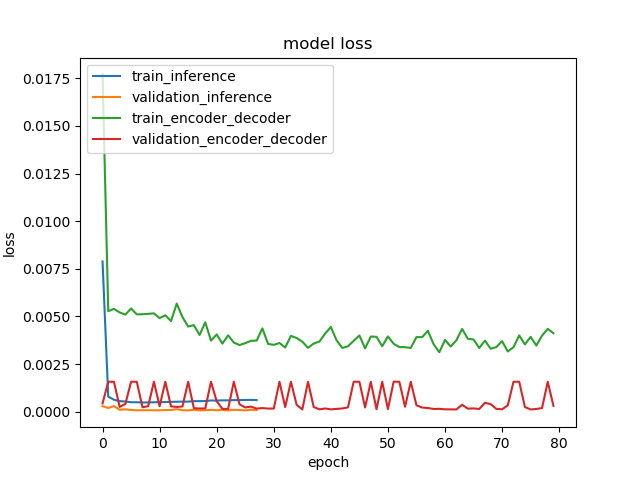 model loss
train_inference
validation_inference
train_encoder_decoder
validation_encoder_decoder
0.0175
0.0150
0.0125
0.0100
0.0075
0.0050
0.0025
0.0000
loss
0 10 20 30 40 50 60 70 80
epoch